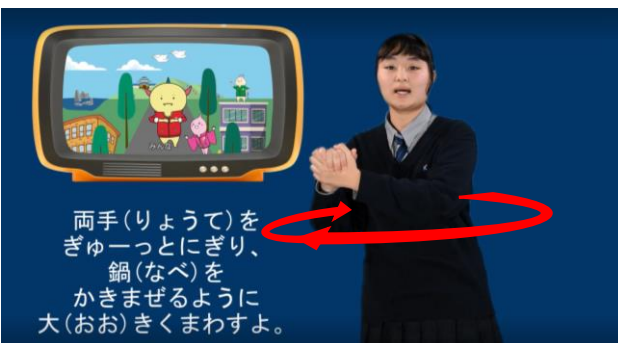 両手(りょうて)を
ぎゅーっとにぎり、
鍋(なべ)を
かきまぜるように
大(おお)きくまわすよ。